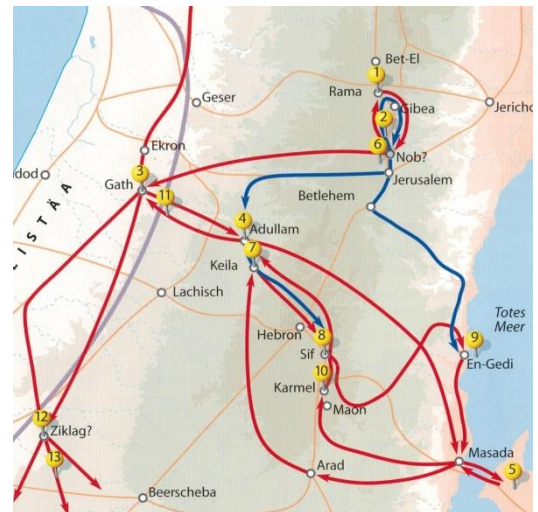 Bet-El
1
Rama
Geser
2
Gibea
Jericho
6
Ekron
Nob?
3
dod
Gath
Jerusalem
11
Betlehem
LISTÄA
4
Adullam
7
Keila
Lachisch
Totes
Meer
Hebron
8
9
Sif
En-Gedi
10
Karmel
Maon
12
Ziklag?
13
Masada
5
Arad
Beerscheba